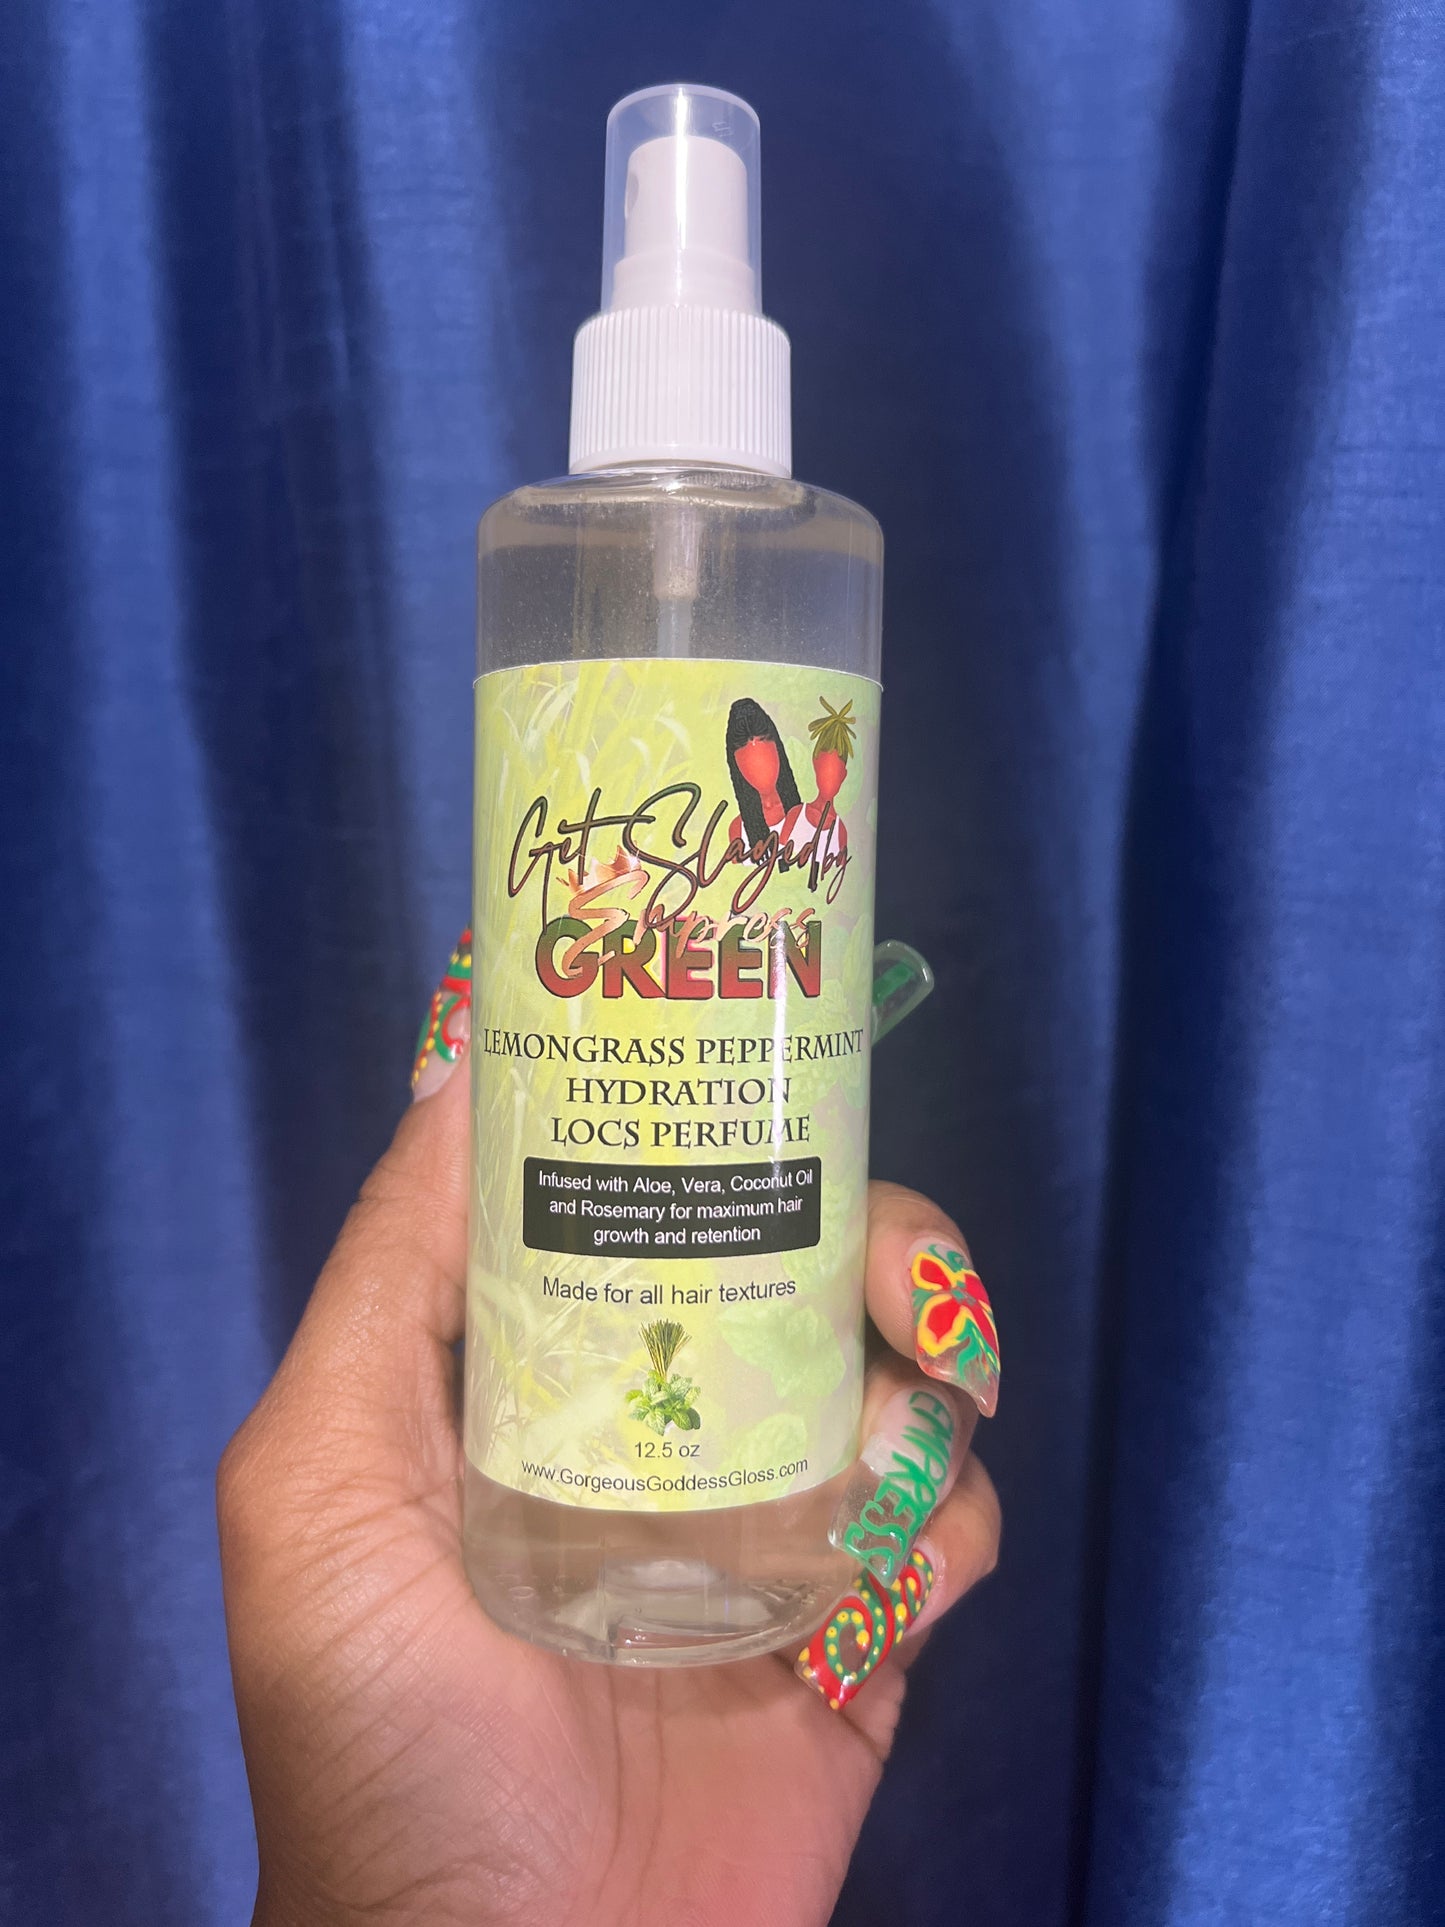 Get Slayed by
Empress
GREEN
LEMONGRASS PEPPERMINT
HYDRATION
LOCS PERFUME
Infused with Aloe, Vera, Coconut Oil
and Rosemary for maximum hair
growth and retention
Made for all hair textures
12.5 oz
www.GorgeousGoddessGloss.com
EMPRESS